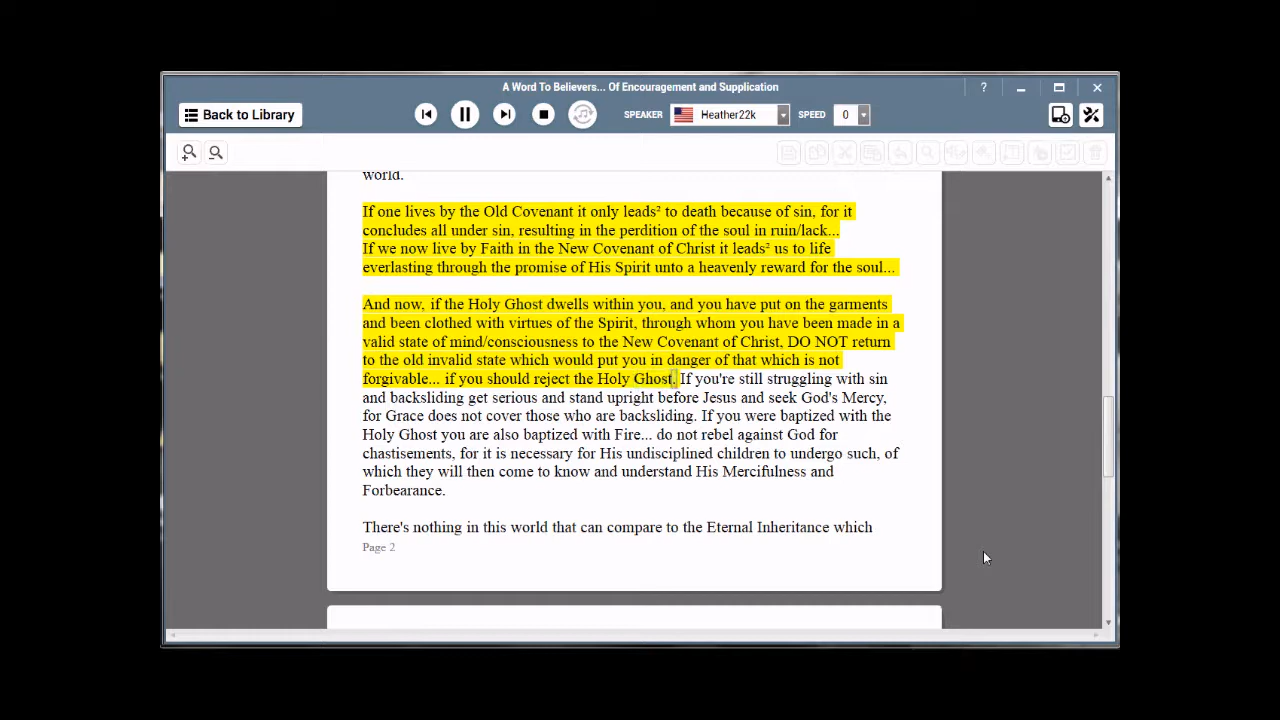 A Word To Believers... Of Encouragement and Supplication
?
Back to Library
SPEAKER
Heather22k
SPEED
0
world.
If one lives by the Old Covenant it only leads² to death because of sin, for it
concludes all under sin, resulting in the perdition of the soul in ruin/lack...
If we now live by Faith in the New Covenant of Christ it leads² us to life
everlasting through the promise of His Spirit unto a heavenly reward for the soul...
And now, if the Holy Ghost dwells within you, and you have put on the garments
and been clothed with virtues of the Spirit, through whom you have been made in a
valid state of mind/consciousness to the New Covenant of Christ, DO NOT return
to the old invalid state which would put you in danger of that which is not
forgivable... if you should reject the Holy Ghost. If you're still struggling with sin
and backsliding get serious and stand upright before Jesus and seek God's Mercy,
for Grace does not cover those who are backsliding. If you were baptized with the
Holy Ghost you are also baptized with Fire... do not rebel against God for
chastisements, for it is necessary for His undisciplined children to undergo such, of
which they will then come to know and understand His Mercifulness and
Forbearance.
There's nothing in this world that can compare to the Eternal Inheritance which
Page 2